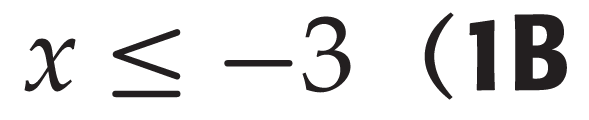 x ≤ −3 (1B